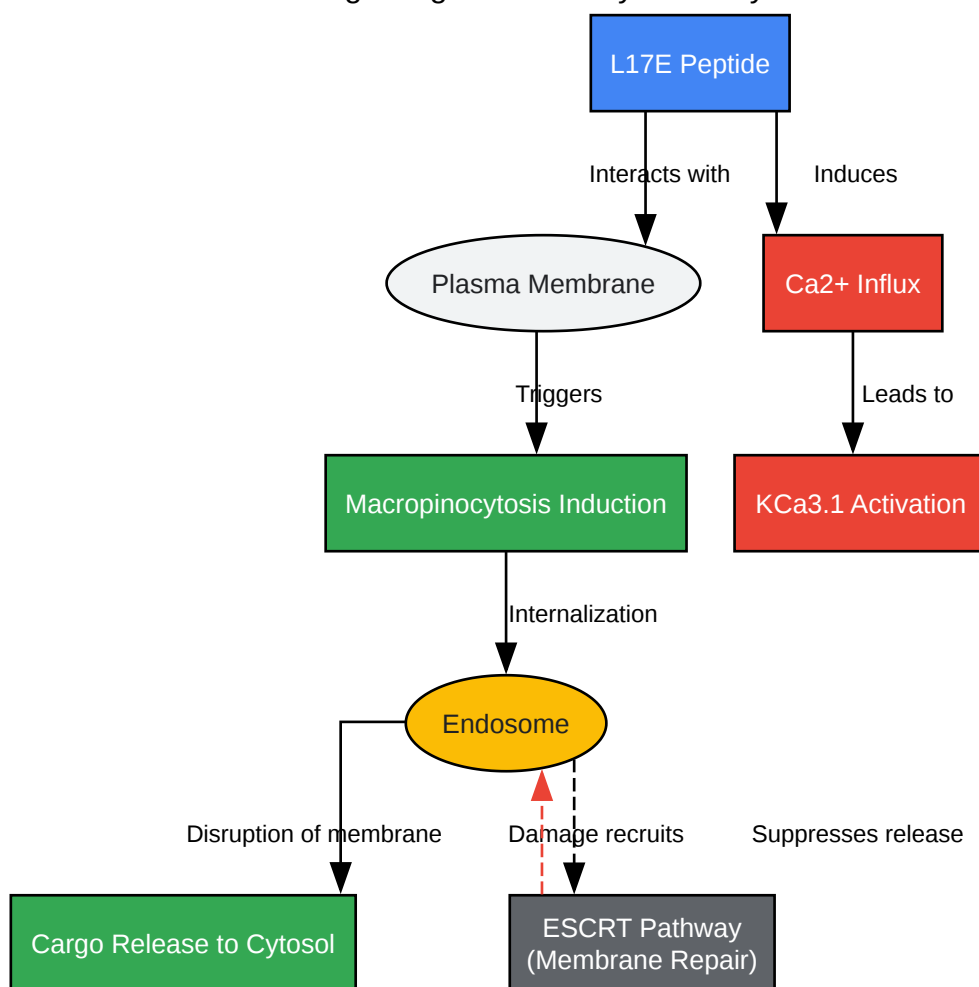 L17E Peptide
Interacts with
Induces
Plasma Membrane
Ca2+ Influx
Triggers
Leads to
Macropinocytosis Induction
KCa3.1 Activation
Internalization
Endosome
Disruption of membrane
Damage recruits
Suppresses release
Cargo Release to Cytosol
ESCRT Pathway
(Membrane Repair)